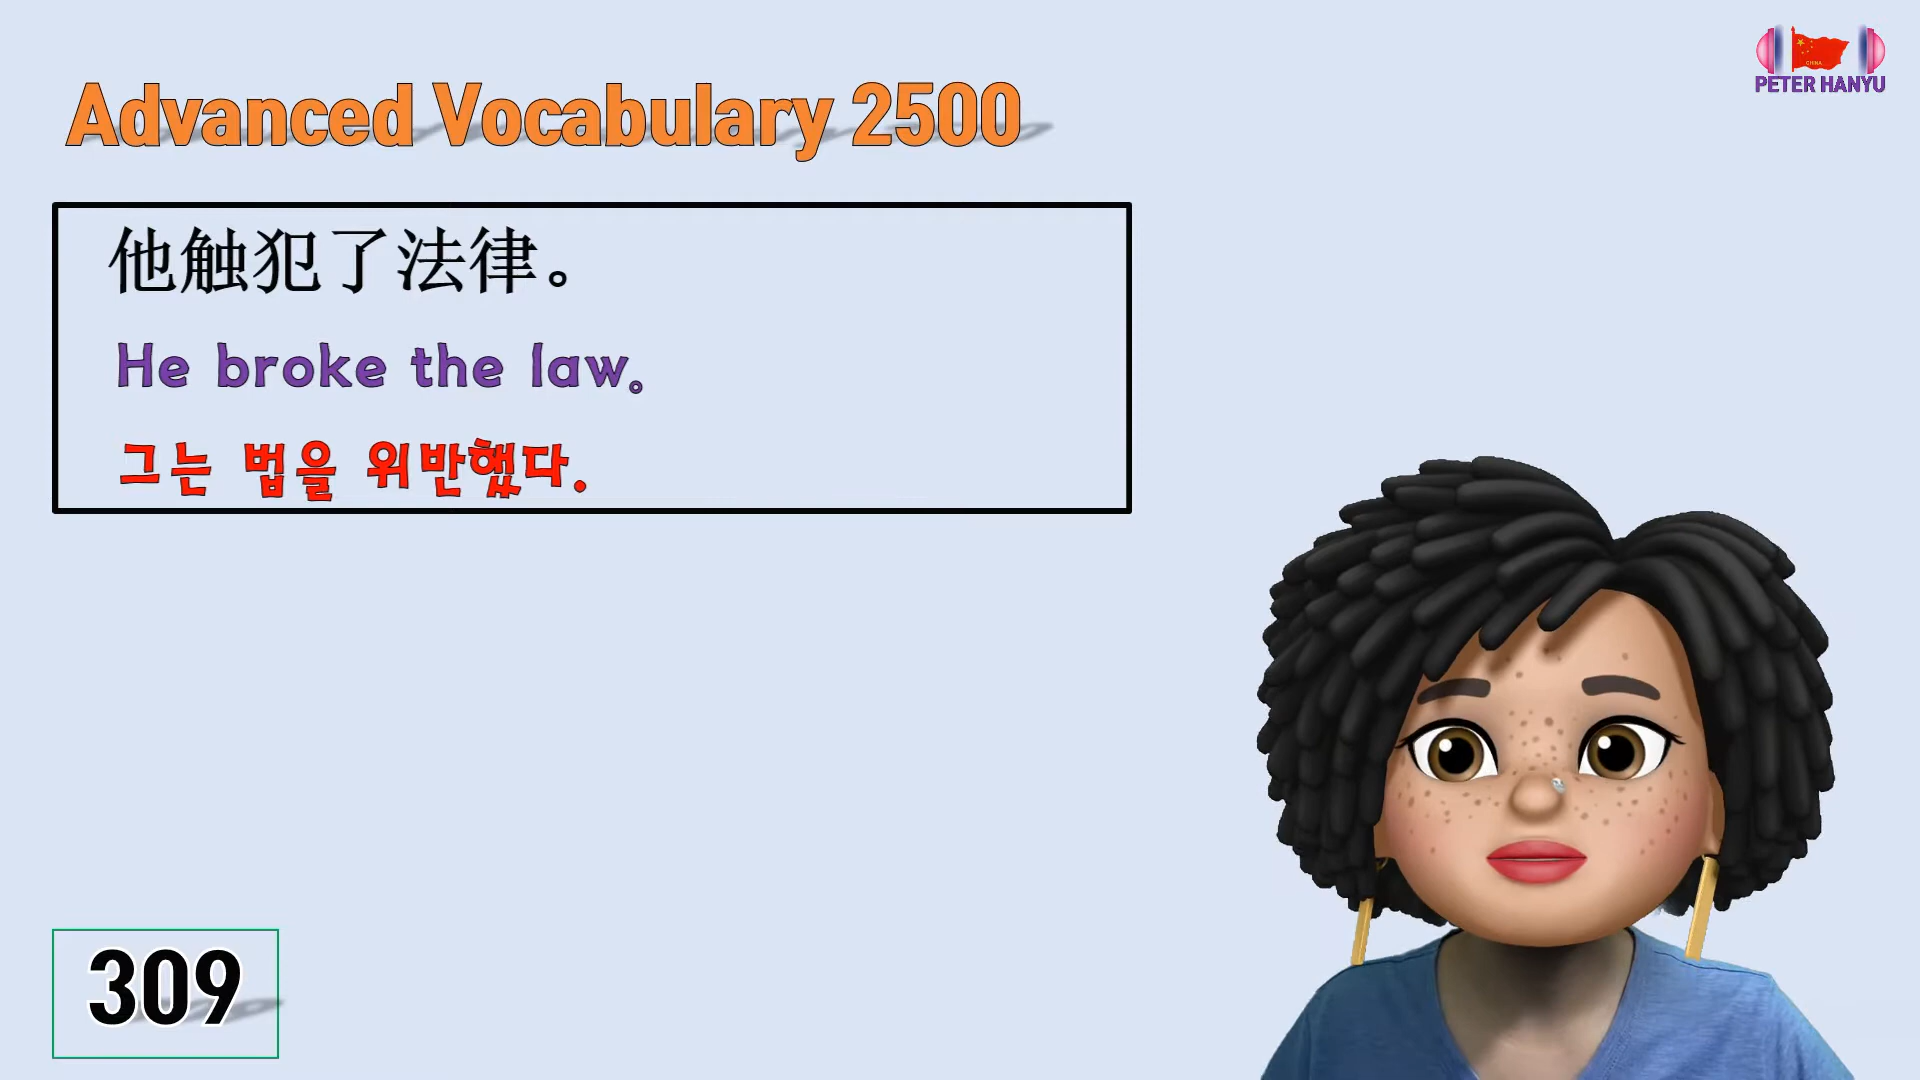 Advanced Vocabulary 2500
PETER HANYU
他触犯了法律。
He broke the law。
그는 법을 위반했다.
309